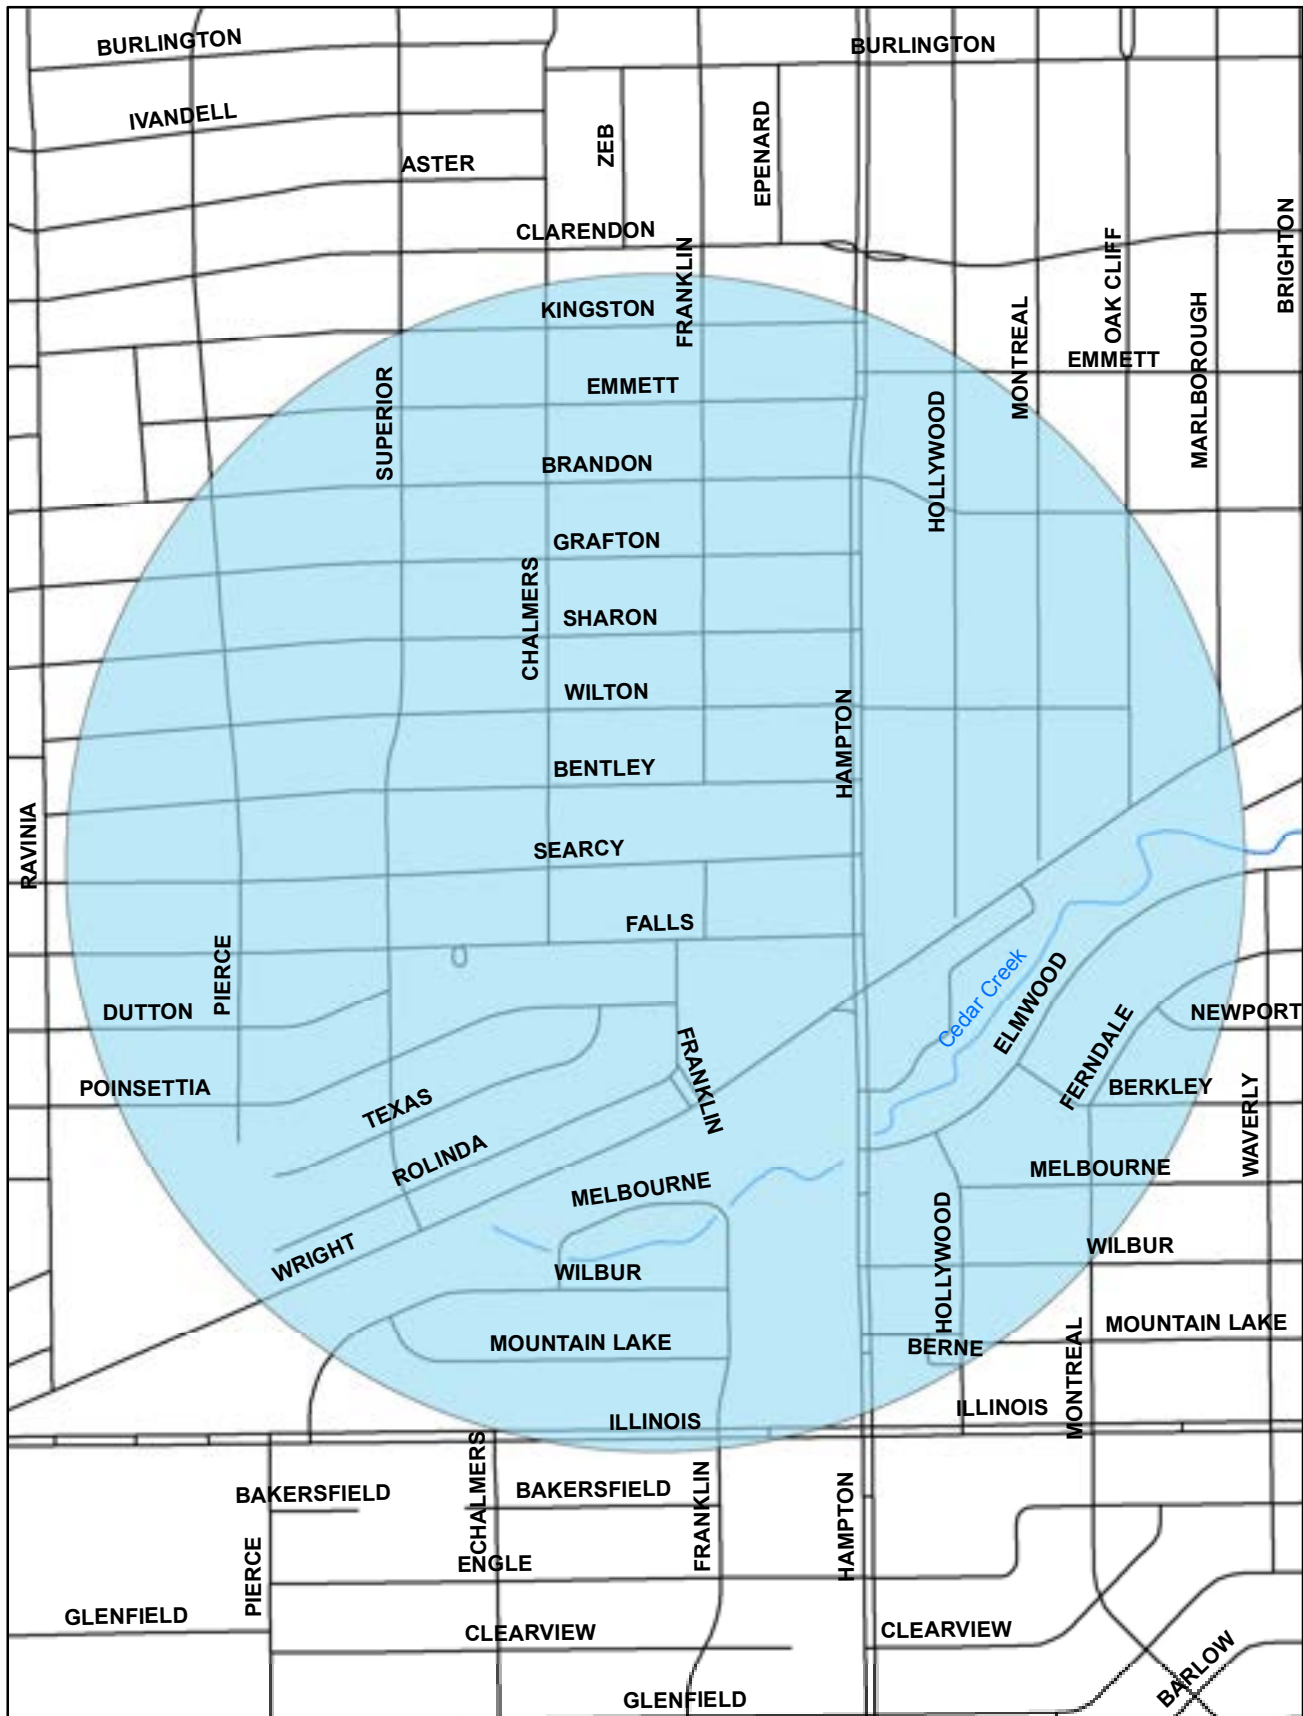 BURLINGTON
BURLINGTON
IVANDELL
ZEB
EPENARD
ASTER
CLARENDON
FRANKLIN
OAK CLIFF
BRIGHTON
KINGSTON
MONTREAL
MARLBOROUGH
EMMETT
EMMETT
SUPERIOR
HOLLYWOOD
BRANDON
GRAFTON
CHALMERS
SHARON
WILTON
HAMPTON
BENTLEY
RAVINIA
SEARCY
FALLS
PIERCE
Cedar Creek
ELMWOOD
DUTTON
NEWPORT
FERNDALE
FRANKLIN
POINSETTIA
BERKLEY
TEXAS
WAVERLY
ROLINDA
MELBOURNE
MELBOURNE
HOLLYWOOD
WRIGHT
WILBUR
WILBUR
MOUNTAIN LAKE
MOUNTAIN LAKE
BERNE
MONTREAL
ILLINOIS
ILLINOIS
CHALMERS
BAKERSFIELD
BAKERSFIELD
FRANKLIN
HAMPTON
PIERCE
ENGLE
GLENFIELD
CLEARVIEW
CLEARVIEW
BARLOW
GLENFIELD